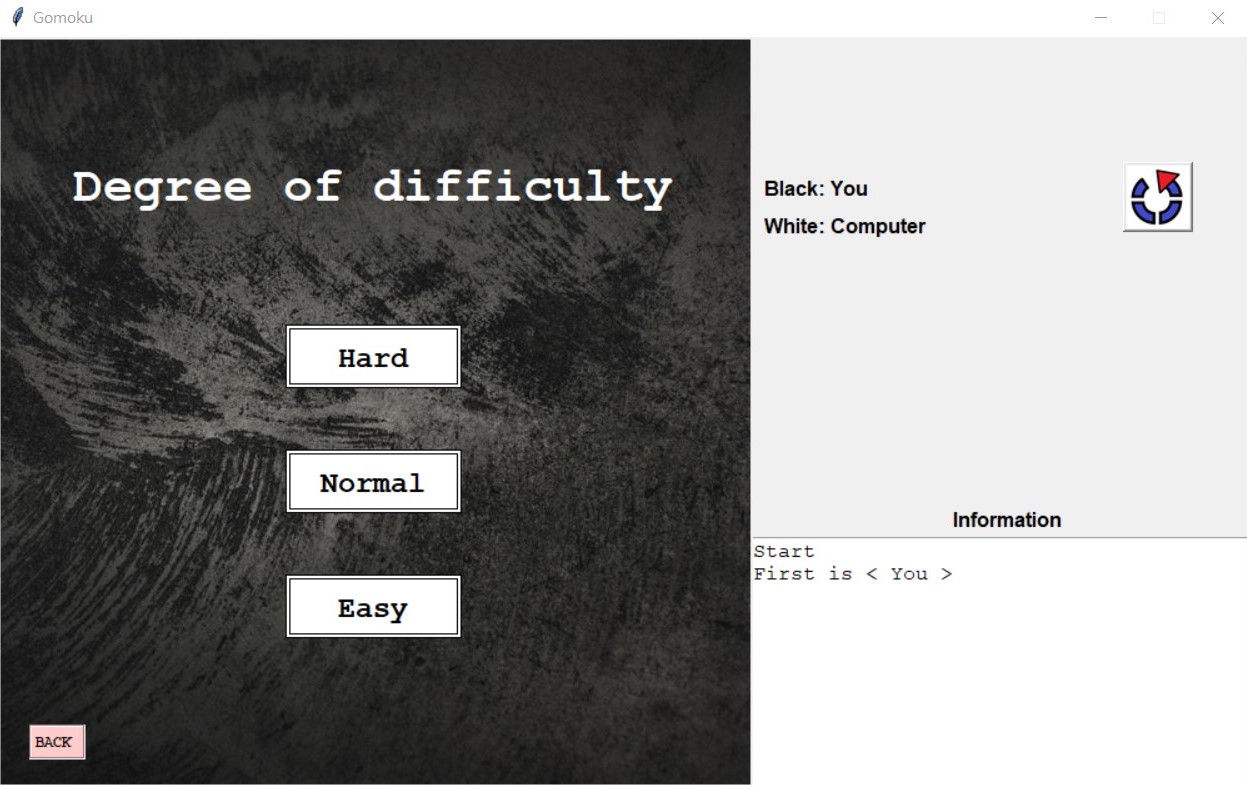 Gomoku
Degree of difficulty
Hard
Normal
Easy
BACK
Black: You
White: Computer
Information
Start
First is < You >